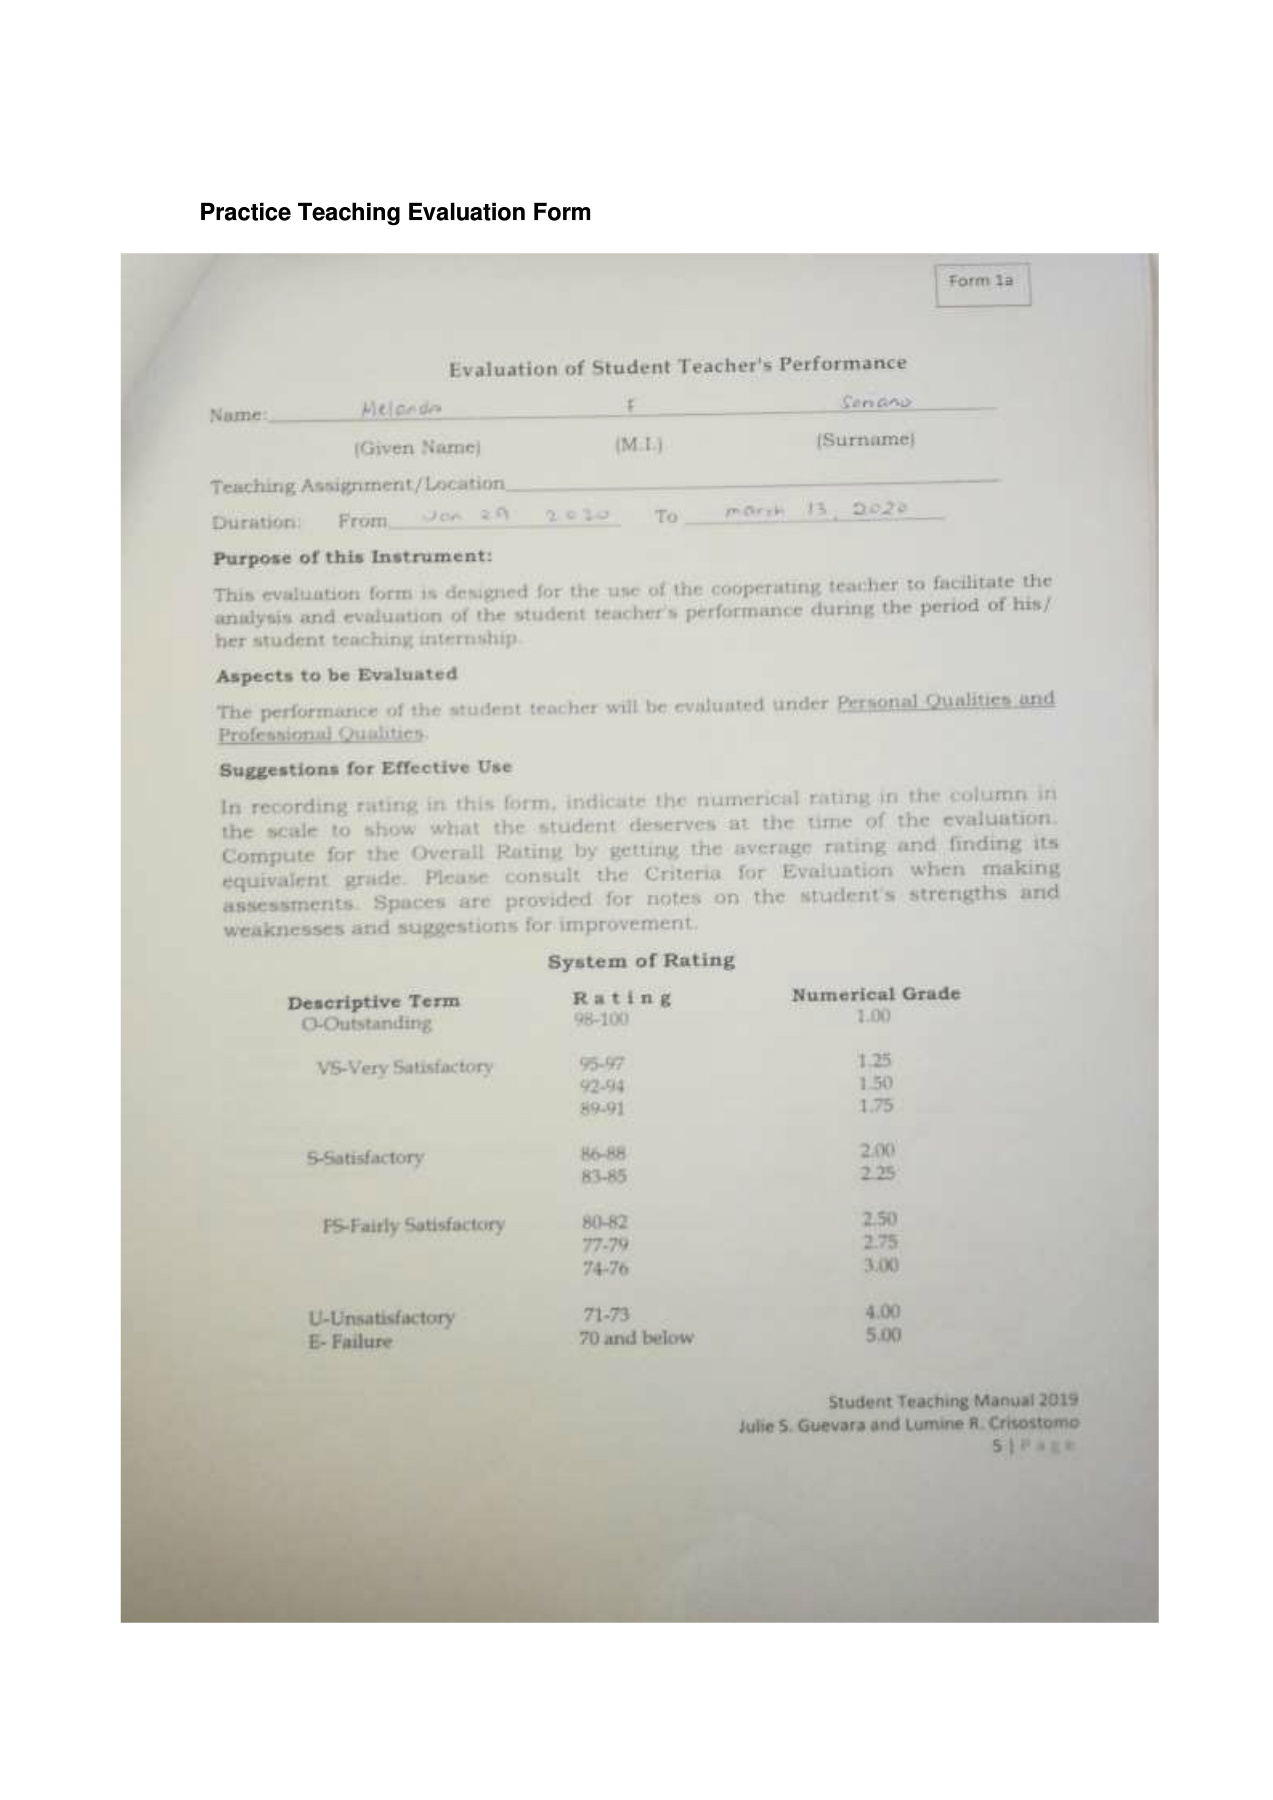 Practice Teaching Evaluation Form
Form 1a
Evaluation of Student Teacher's Performance
Name: F
(Given Name) (M.I.) (Surname)
Teaching Assignment/Location
Duration: From Jan 29 2020 To march 13, 2020
Purpose of this Instrument:
This evaluation form is designed for the use of the cooperating teacher to facilitate the
analysis and evaluation of the student teacher's performance during the period of his/
her student teaching internship.
Aspects to be Evaluated
The performance of the student teacher will be evaluated under Personal Qualities and
Professional Qualities.
Suggestions for Effective Use
In recording rating in this form, indicate the numerical rating in the column in
the scale to show what the student deserves at the time of the evaluation.
Compute for the Overall Rating by getting the average rating and finding its
equivalent grade. Please consult the Criteria for Evaluation when making
assessments. Spaces are provided for notes on the student's strengths and
weaknesses and suggestions for improvement.
System of Rating
Descriptive Term Rating Numerical Grade
O-Outstanding 98-100 1.00
VS-Very Satisfactory 95-97 1.25
92-94 1.50
89-91 1.75
S-Satisfactory 86-88 2.00
83-85 2.25
FS-Fairly Satisfactory 80-82 2.50
77-79 2.75
74-76 3.00
U-Unsatisfactory 71-73 4.00
E- Failure 70 and below 5.00
Student Teaching Manual 2019
Julie S. Guevara and Lumine R. Crisostomo
5 | Page